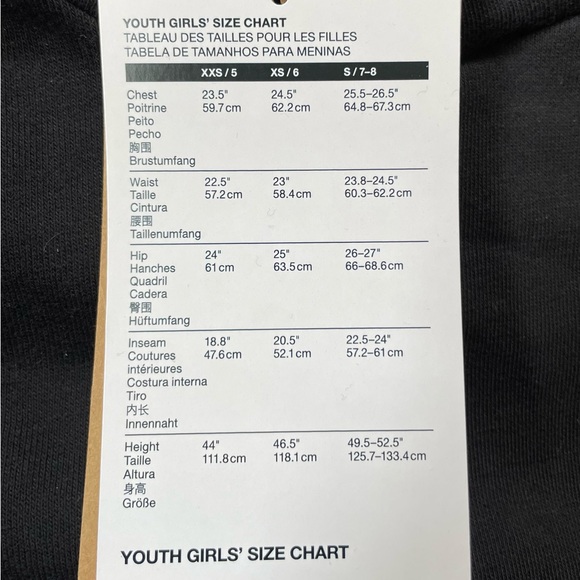 YOUTH GIRLS' SIZE CHART
TABLEAU DES TAILLES POUR LES FILLES
TABELA DE TAMANHOS PARA MENINAS
XXS / 5 XS / 6 S / 7–8
Chest 23.5" 24.5" 25.5–26.5"
Poitrine 59.7 cm 62.2 cm 64.8–67.3 cm
Peito
Pecho
胸围
Brustumfang
Waist 22.5" 23" 23.8–24.5"
Taille 57.2 cm 58.4 cm 60.3–62.2 cm
Cintura
腰围
Taillenumfang
Hip 24" 25" 26–27"
Hanches 61 cm 63.5 cm 66–68.6 cm
Quadril
Cadera
臀围
Hüftumfang
Inseam 18.8" 20.5" 22.5–24"
Coutures 47.6 cm 52.1 cm 57.2–61 cm
intérieures
Costura interna
Tiro
内长
Innennaht
Height 44" 46.5" 49.5–52.5"
Taille 111.8 cm 118.1 cm 125.7–133.4 cm
Altura
身高
Größe
YOUTH GIRLS' SIZE CHART